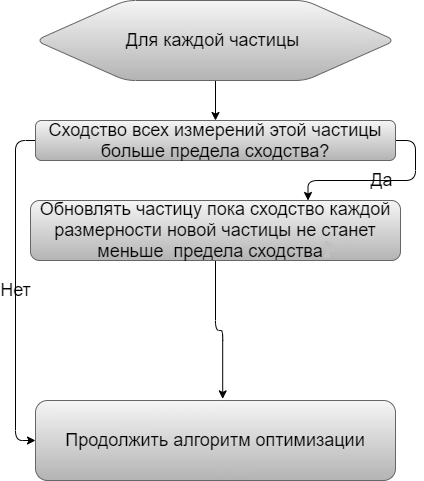 Для каждой частицы
Сходство всех измерений этой частицы
больше предела сходства?
Да
Обновлять частицу пока сходство каждой
размерности новой частицы не станет
меньше предела сходства
Нет
Продолжить алгоритм оптимизации